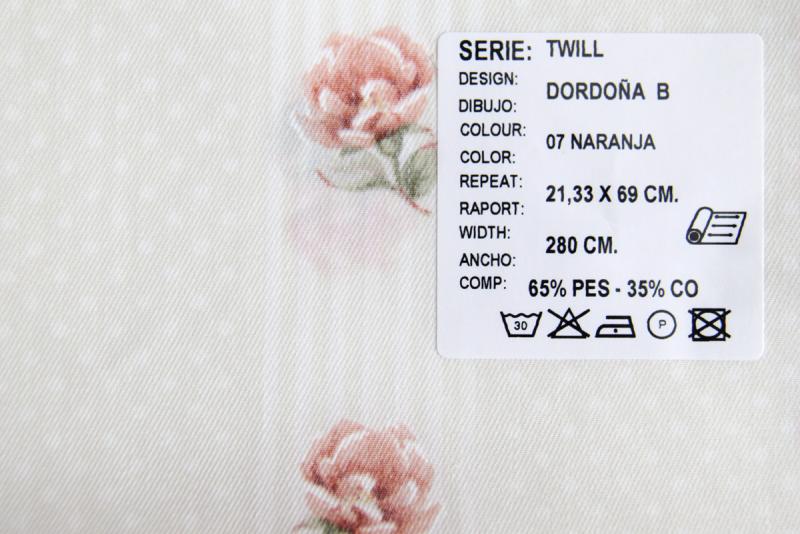 SERIE: TWILL
DESIGN:
DIBUJO: DORDOÑA B
COLOUR:
COLOR: 07 NARANJA
REPEAT:
RAPORT: 21,33 X 69 CM.
WIDTH:
ANCHO: 280 CM.
COMP: 65% PES - 35% CO
30 P